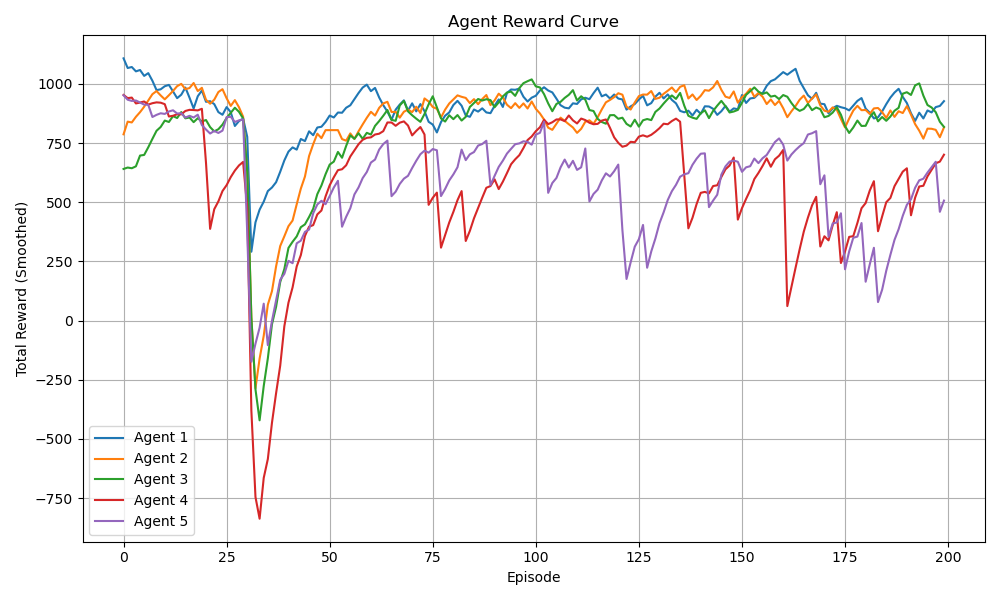 Agent Reward Curve
Total Reward (Smoothed)
1000
750
500
250
0
−250
−500
−750
Agent 1
Agent 2
Agent 3
Agent 4
Agent 5
0 25 50 75 100 125 150 175 200
Episode